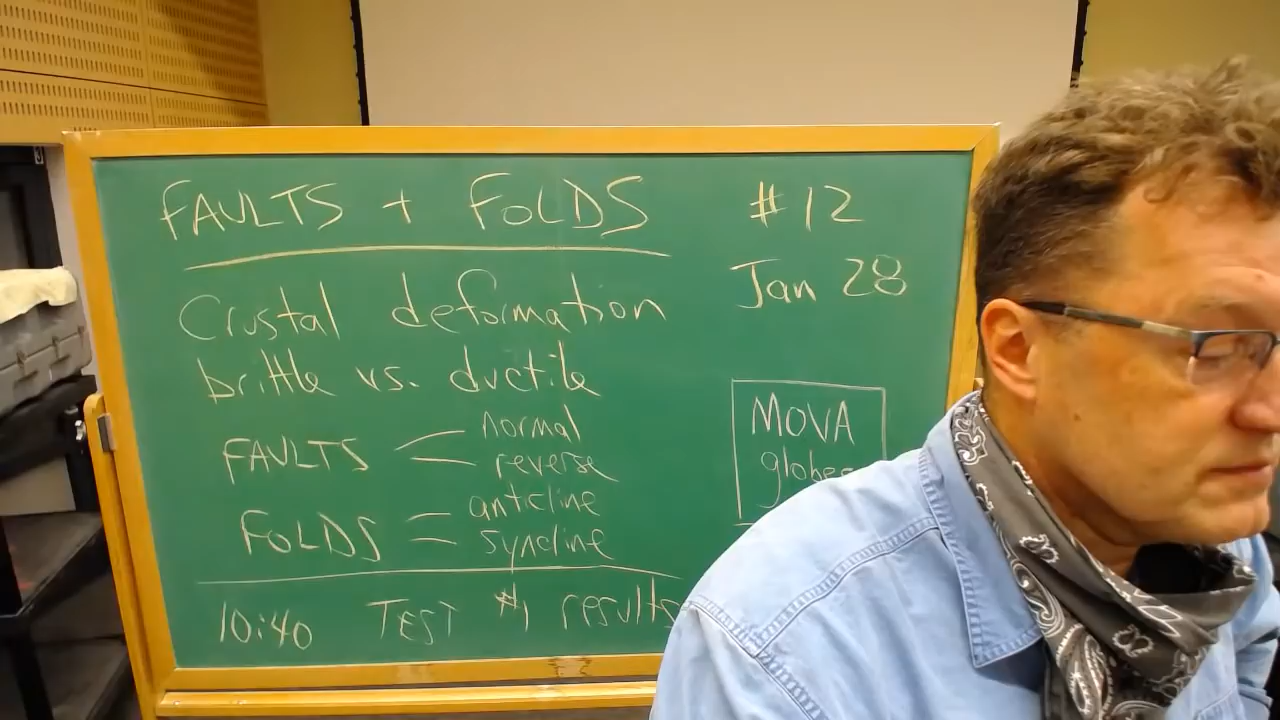 FAULTS + FOLDS
#12
Jan 28
Crustal deformation
brittle vs. ductile
FAULTS
normal
reverse
FOLDS
anticline
syncline
MOVA
globes
10:40 TEST #1 results